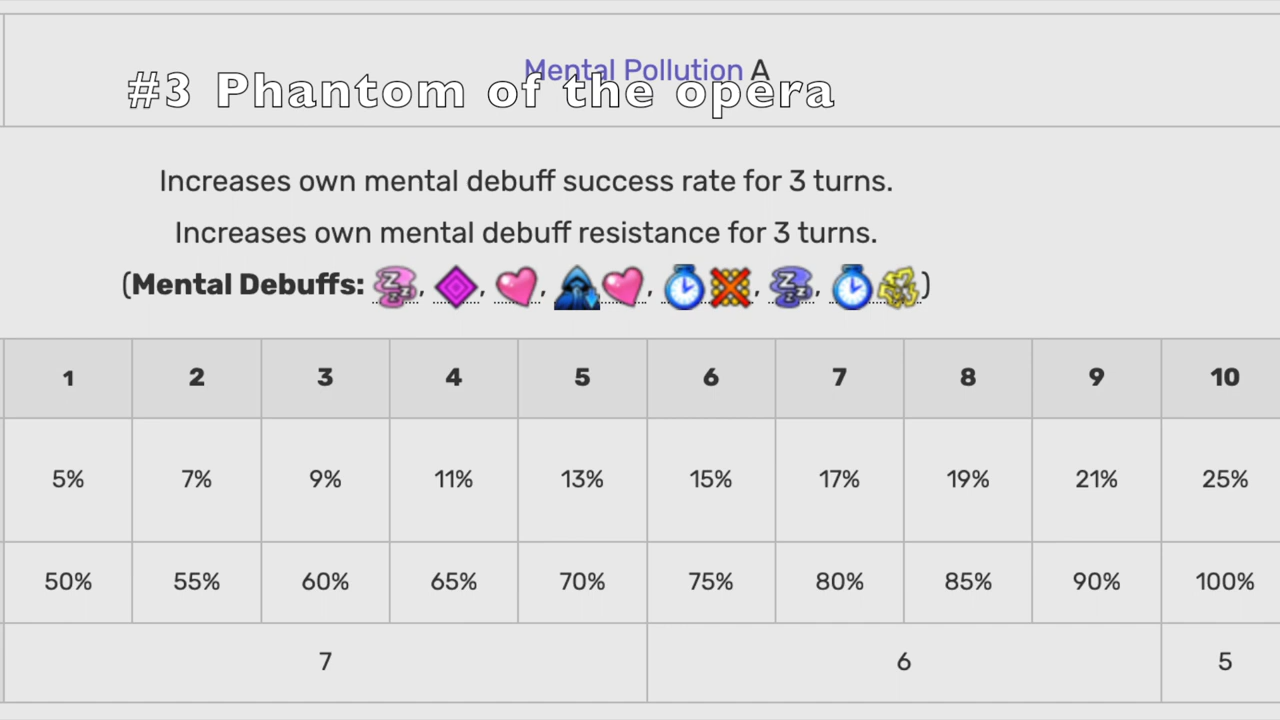 Mental Pollution A
#3 Phantom of the opera
Increases own mental debuff success rate for 3 turns.
Increases own mental debuff resistance for 3 turns.
(Mental Debuffs: , , , , , , )
1 2 3 4 5 6 7 8 9 10
5% 7% 9% 11% 13% 15% 17% 19% 21% 25%
50% 55% 60% 65% 70% 75% 80% 85% 90% 100%
7 6 5